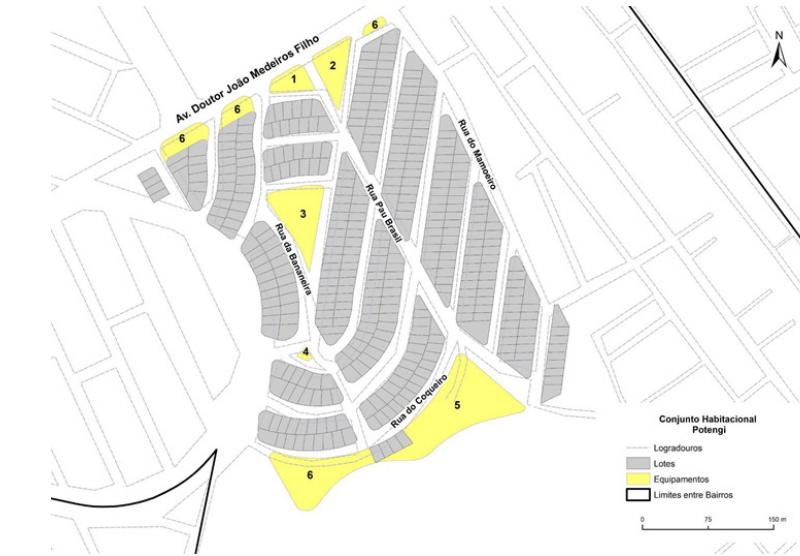 6
N
Av. Doutor João Medeiros Filho
2
1
6
6
Rua do Mamoeiro
Rua Pau Brasil
3
Rua da Bananeira
4
5
Rua do Coqueiro
6
Conjunto Habitacional
Potengi
Logradouros
Lotes
Equipamentos
Limites entre Bairros
0 75 150 m